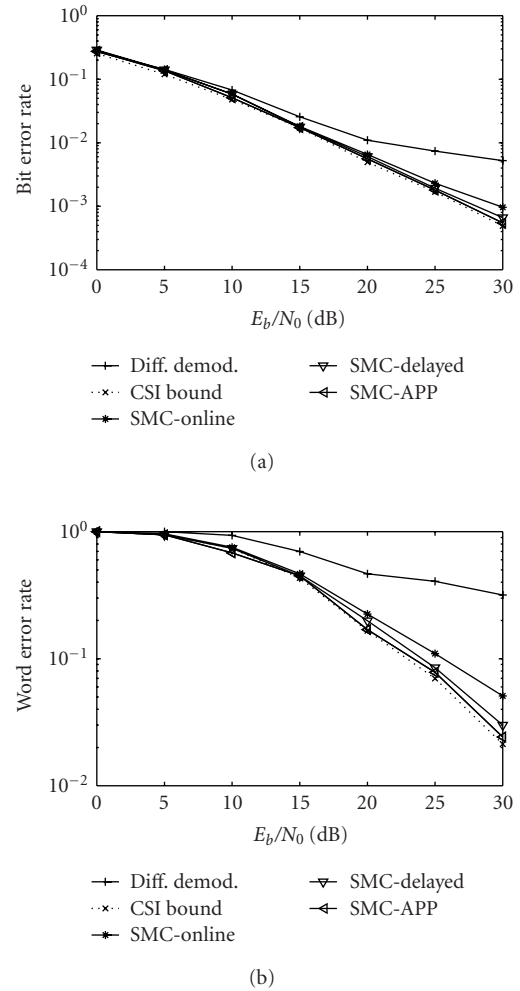 10^0
10^-1
10^-2
10^-3
10^-4
Bit error rate
0 5 10 15 20 25 30
E_b/N_0 (dB)
Diff. demod.
CSI bound
SMC-online
SMC-delayed
SMC-APP
(a)
10^0
10^-1
10^-2
Word error rate
0 5 10 15 20 25 30
E_b/N_0 (dB)
Diff. demod.
CSI bound
SMC-online
SMC-delayed
SMC-APP
(b)